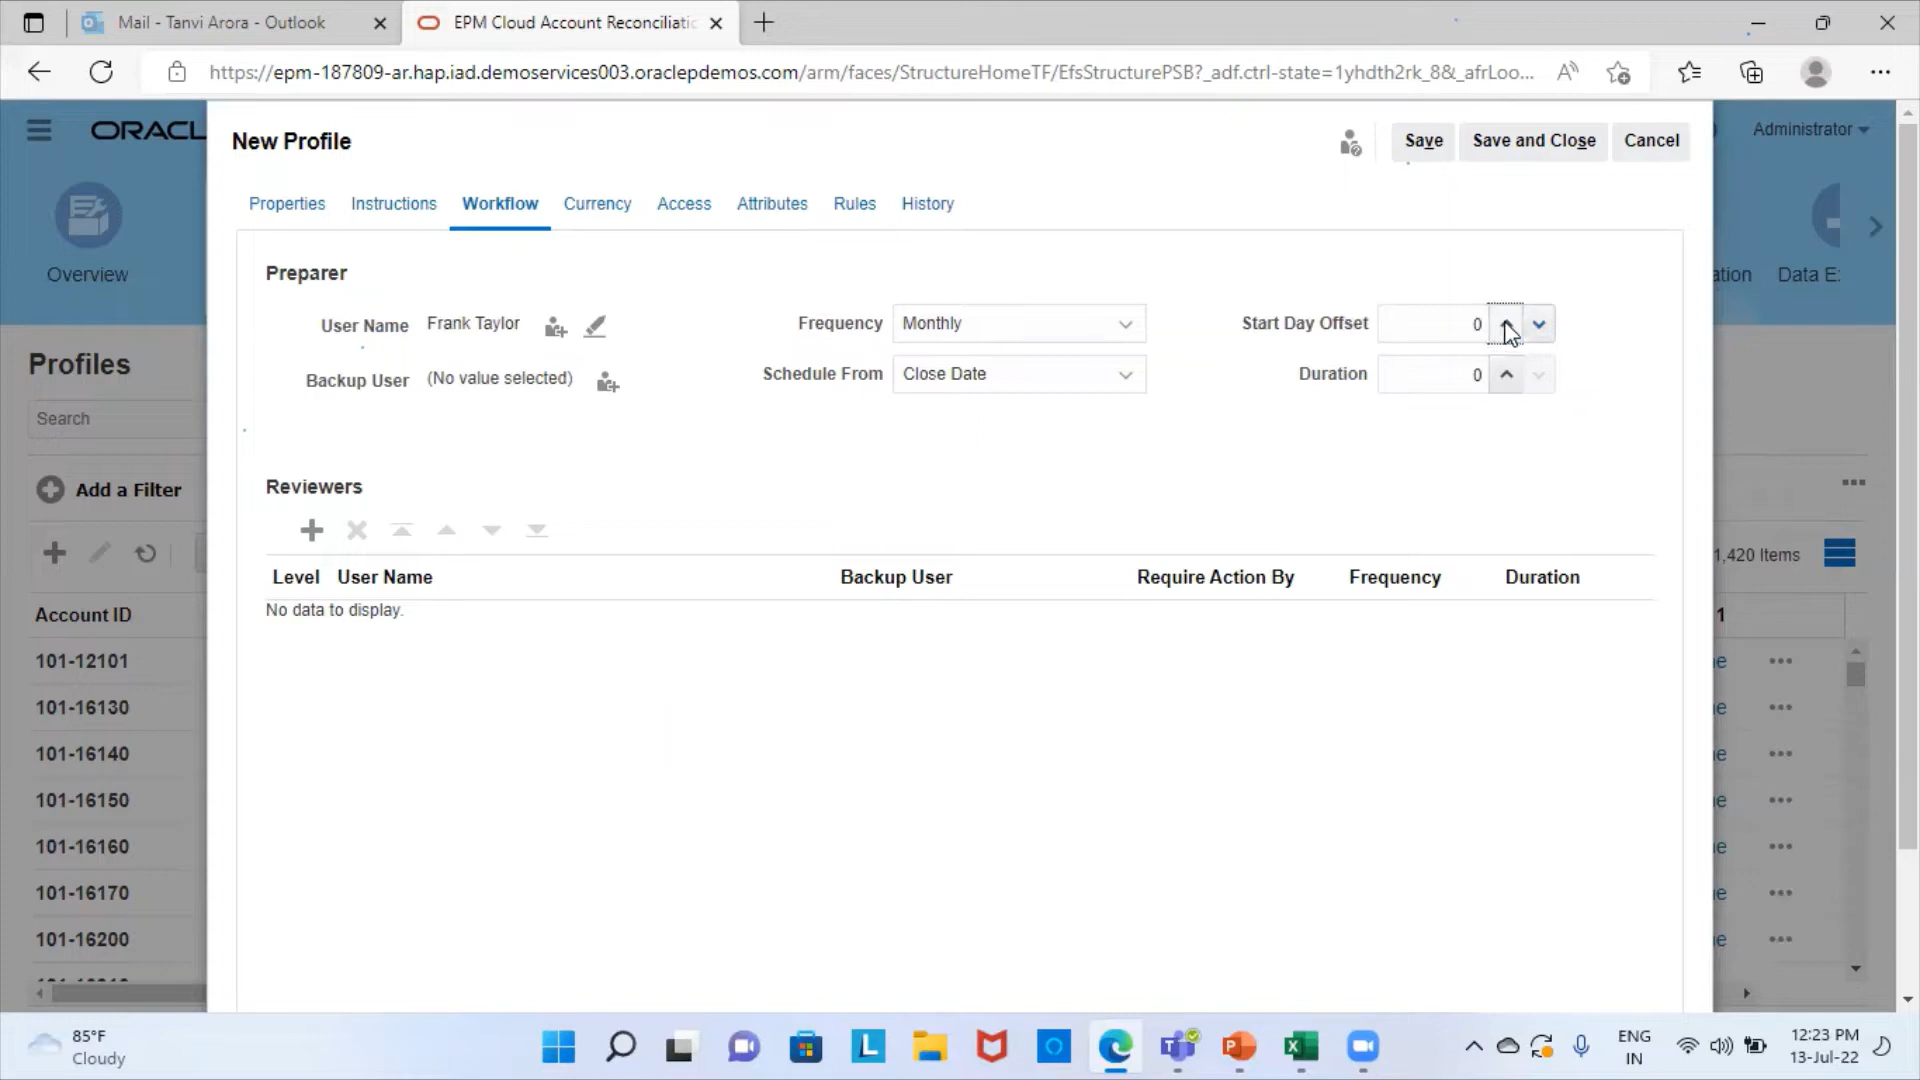 Mail - Tanvi Arora - Outlook
EPM Cloud Account Reconciliatio
https://epm-187809-ar.hap.iad.demoservices003.oraclepdemos.com/arm/faces/StructureHomeTF/EfsStructurePSB?_adf.ctrl-state=1yhdth2rk_8&_afrLoo...
ORACL
Administrator
New Profile
Save
Save and Close
Cancel
Overview
ation
Data E:
Properties
Instructions
Workflow
Currency
Access
Attributes
Rules
History
Preparer
User Name
Frank Taylor
Frequency
Monthly
Start Day Offset
0
Backup User
(No value selected)
Schedule From
Close Date
Duration
0
Profiles
Search
Add a Filter
Reviewers
1,420 Items
Level
User Name
Backup User
Require Action By
Frequency
Duration
No data to display.
Account ID
1
101-12101
101-16130
101-16140
101-16150
101-16160
101-16170
101-16200
85°F
Cloudy
ENG
IN
12:23 PM
13-Jul-22